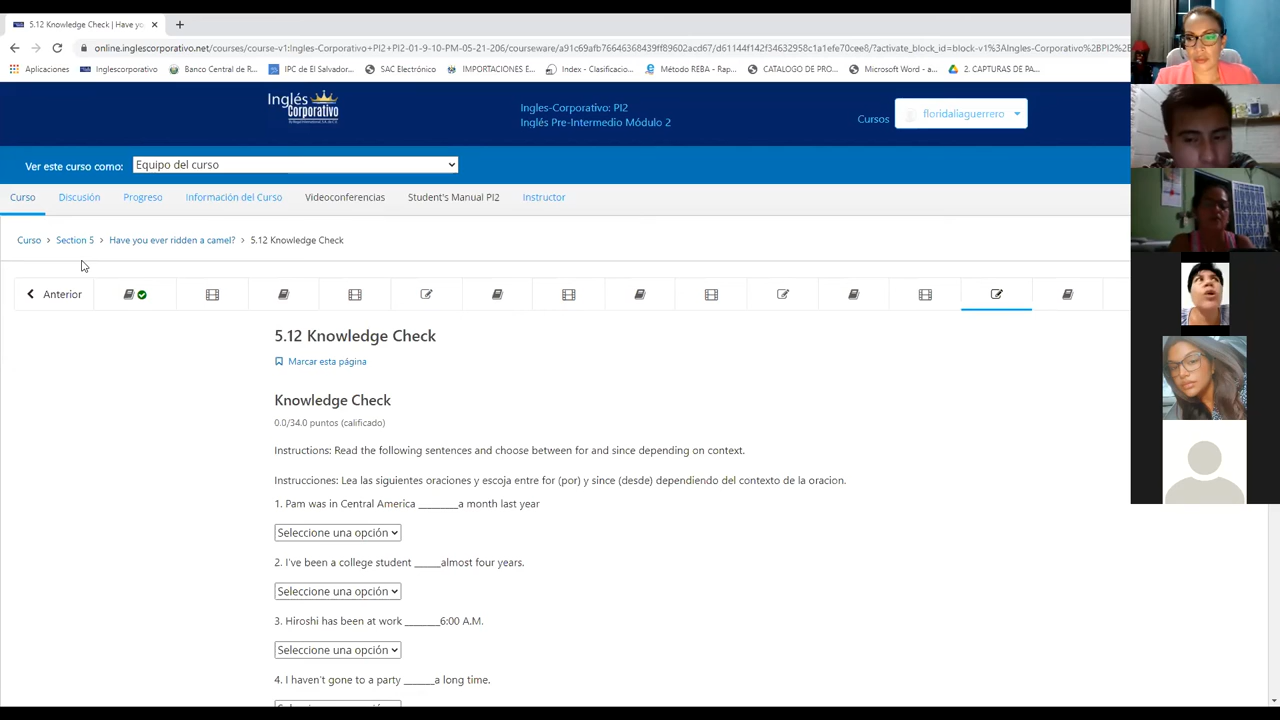 5.12 Knowledge Check | Have yo
online.inglescorporativo.net/courses/course-v1:Ingles-Corporativo+PI2+PI2-01-9-10-PM-05-21-20/courseware/a91c69afb76646368439ff89602acd67/d61144f142f34632958c1a1efe70cee8/?activate_block_id=block-v1%3AIngles-Corporativo%2BPI2%
Aplicaciones Inglescorporativo Banco Central de R... IPC de El Salvador... SAC Electrónico IMPORTACIONES E... Index - Clasificacio... Método REBA - Rap... CATALOGO DE PRO... Microsoft Word - a... 2. CAPTURAS DE PA...
Inglés
Corporativo
Ingles-Corporativo: PI2
Inglés Pre-Intermedio Módulo 2
Cursos
floridaliaguerrero
Ver este curso como: Equipo del curso
Curso Discusión Progreso Información del Curso Videoconferencias Student's Manual PI2 Instructor
Curso > Section 5 > Have you ever ridden a camel? > 5.12 Knowledge Check
Anterior
5.12 Knowledge Check
Marcar esta página
Knowledge Check
0.0/34.0 puntos (calificado)
Instructions: Read the following sentences and choose between for and since depending on context.
Instrucciones: Lea las siguientes oraciones y escoja entre for (por) y since (desde) dependiendo del contexto de la oracion.
1. Pam was in Central America _________a month last year
Seleccione una opción
2. I've been a college student ______almost four years.
Seleccione una opción
3. Hiroshi has been at work ________6:00 A.M.
Seleccione una opción
4. I haven't gone to a party _______a long time.